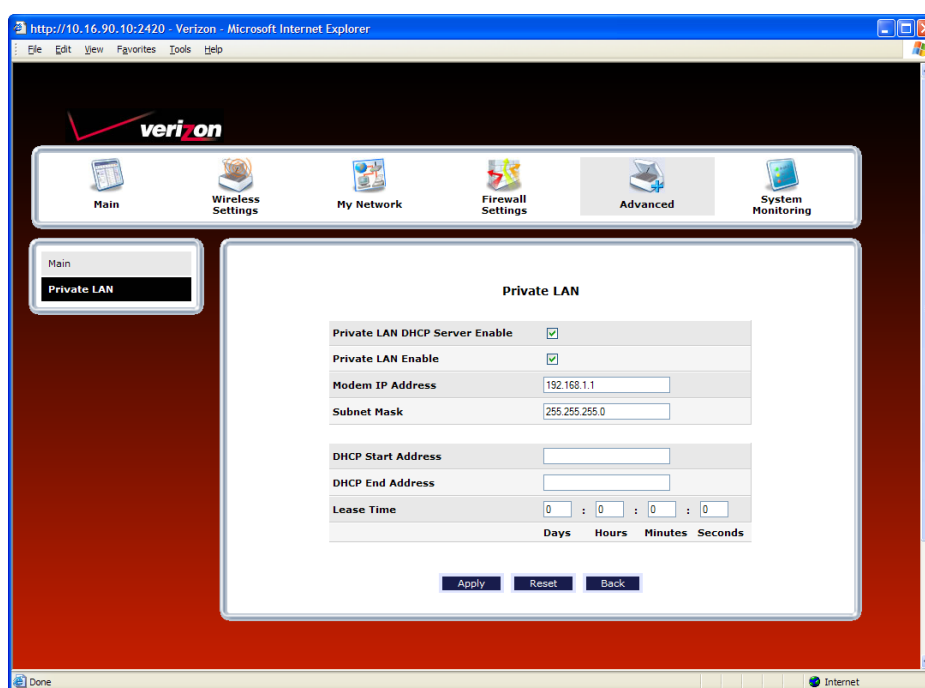 http://10.16.90.10:2420 - Verizon - Microsoft Internet Explorer
File Edit View Favorites Tools Help
verizon
Main
Wireless Settings
My Network
Firewall Settings
Advanced
System Monitoring
Main
Private LAN
Private LAN
Private LAN DHCP Server Enable
Private LAN Enable
Modem IP Address 192.168.1.1
Subnet Mask 255.255.255.0
DHCP Start Address
DHCP End Address
Lease Time 0 : 0 : 0 : 0
Days Hours Minutes Seconds
Apply Reset Back
Done Internet